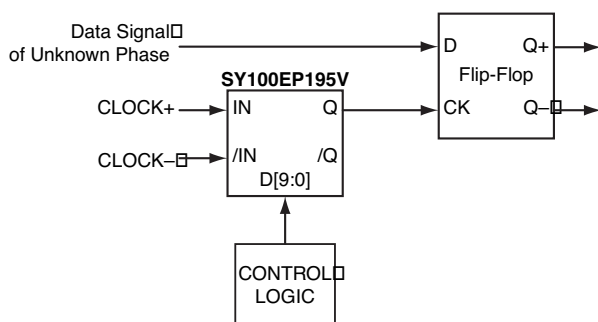 Data Signal
of Unknown Phase
D
Q+
Flip-Flop
CK
Q–
SY100EP195V
CLOCK+
IN
Q
CLOCK–
/IN
/Q
D[9:0]
CONTROL
LOGIC